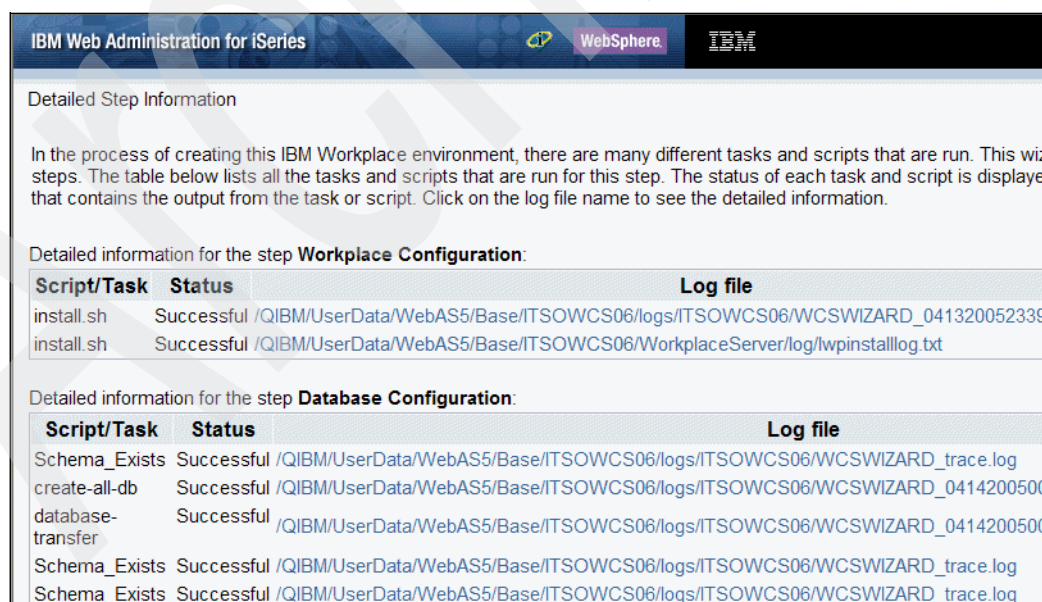 IBM Web Administration for iSeries WebSphere. IBM
Detailed Step Information
In the process of creating this IBM Workplace environment, there are many different tasks and scripts that are run. This wiz
steps. The table below lists all the tasks and scripts that are run for this step. The status of each task and script is displaye
that contains the output from the task or script. Click on the log file name to see the detailed information.
Detailed information for the step Workplace Configuration:
Script/Task Status Log file
install.sh Successful /QIBM/UserData/WebAS5/Base/ITSOWCS06/logs/ITSOWCS06/WCSWIZARD_041320052339
install.sh Successful /QIBM/UserData/WebAS5/Base/ITSOWCS06/WorkplaceServer/log/lwpinstalllog.txt
Detailed information for the step Database Configuration:
Script/Task Status Log file
Schema_Exists Successful /QIBM/UserData/WebAS5/Base/ITSOWCS06/logs/ITSOWCS06/WCSWIZARD_trace.log
create-all-db Successful /QIBM/UserData/WebAS5/Base/ITSOWCS06/logs/ITSOWCS06/WCSWIZARD_0414200500
database- Successful /QIBM/UserData/WebAS5/Base/ITSOWCS06/logs/ITSOWCS06/WCSWIZARD_0414200500
transfer
Schema_Exists Successful /QIBM/UserData/WebAS5/Base/ITSOWCS06/logs/ITSOWCS06/WCSWIZARD_trace.log
Schema_Exists Successful /QIBM/UserData/WebAS5/Base/ITSOWCS06/logs/ITSOWCS06/WCSWIZARD_trace.log